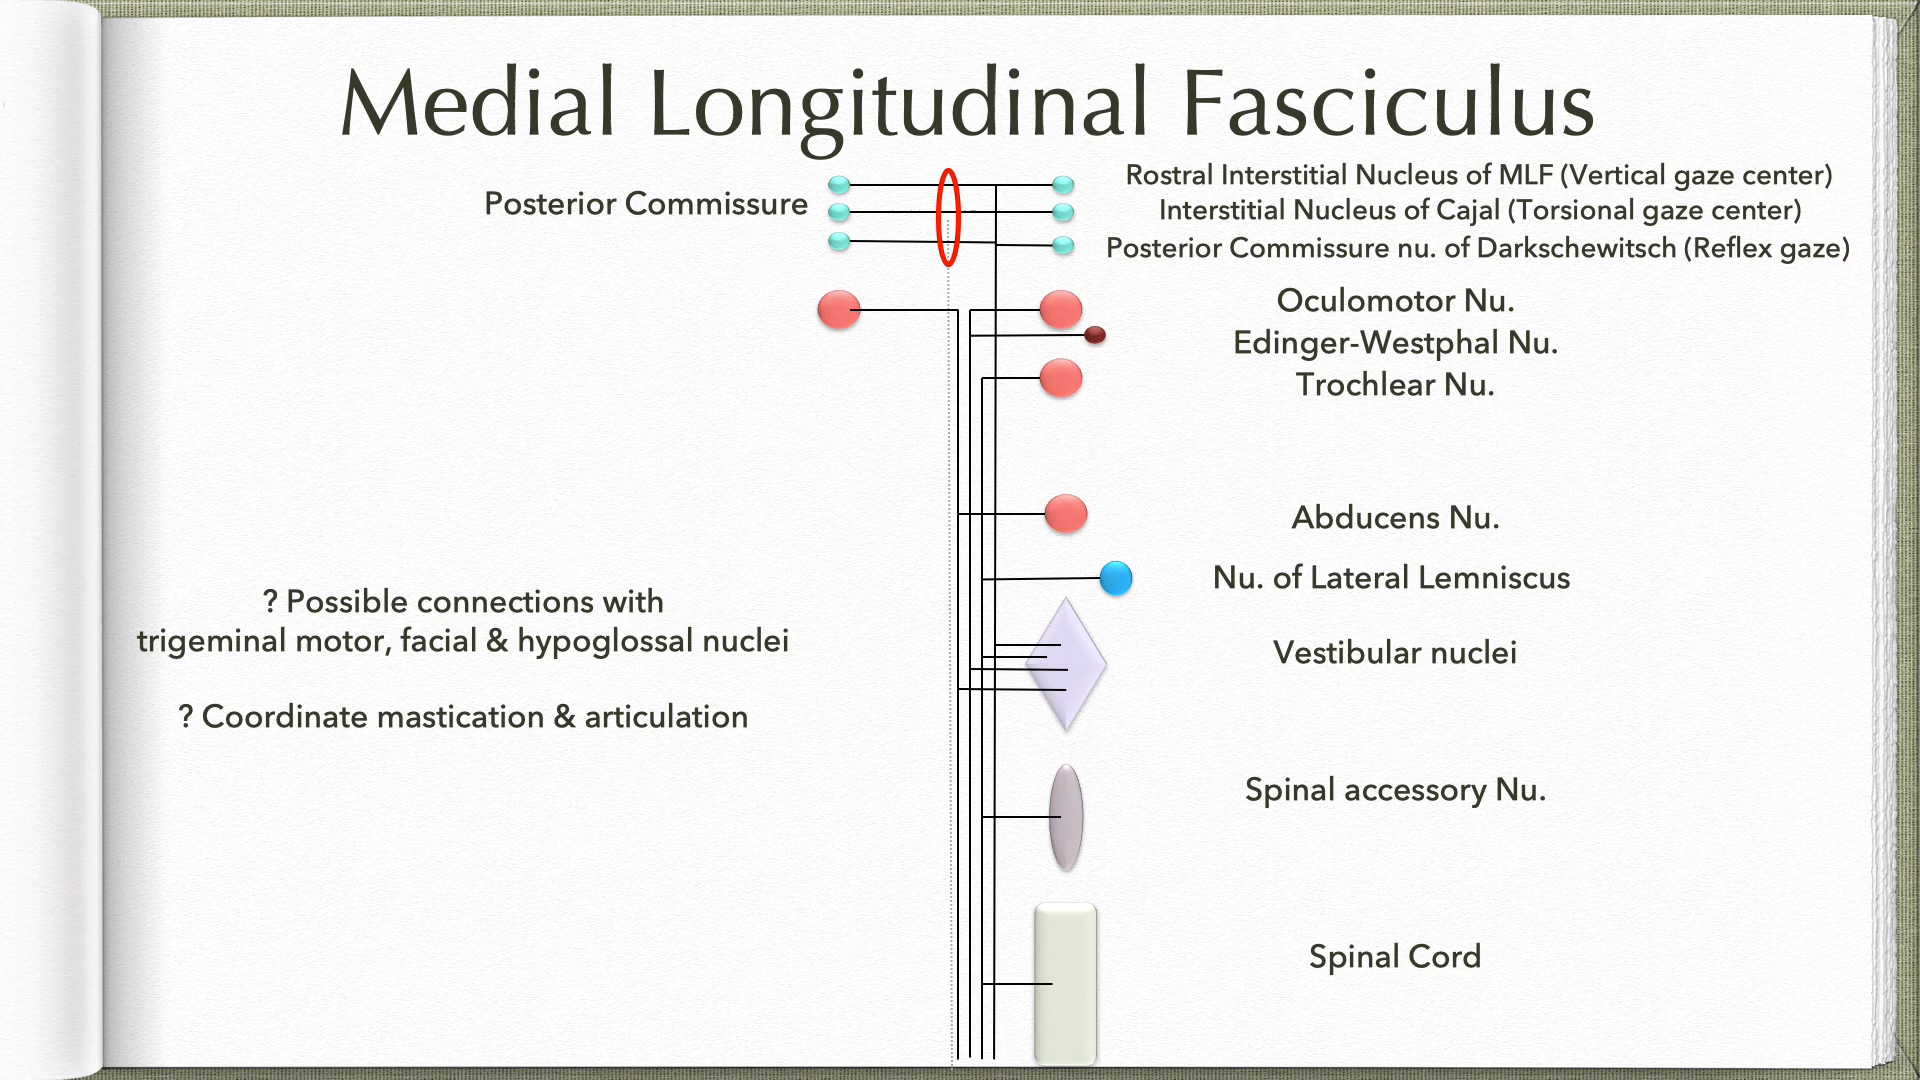 Medial Longitudinal Fasciculus
Posterior Commissure
Rostral Interstitial Nucleus of MLF (Vertical gaze center)
Interstitial Nucleus of Cajal (Torsional gaze center)
Posterior Commissure nu. of Darkschewitsch (Reflex gaze)
Oculomotor Nu.
Edinger-Westphal Nu.
Trochlear Nu.
Abducens Nu.
Nu. of Lateral Lemniscus
Vestibular nuclei
Spinal accessory Nu.
Spinal Cord
? Possible connections with
trigeminal motor, facial & hypoglossal nuclei
? Coordinate mastication & articulation